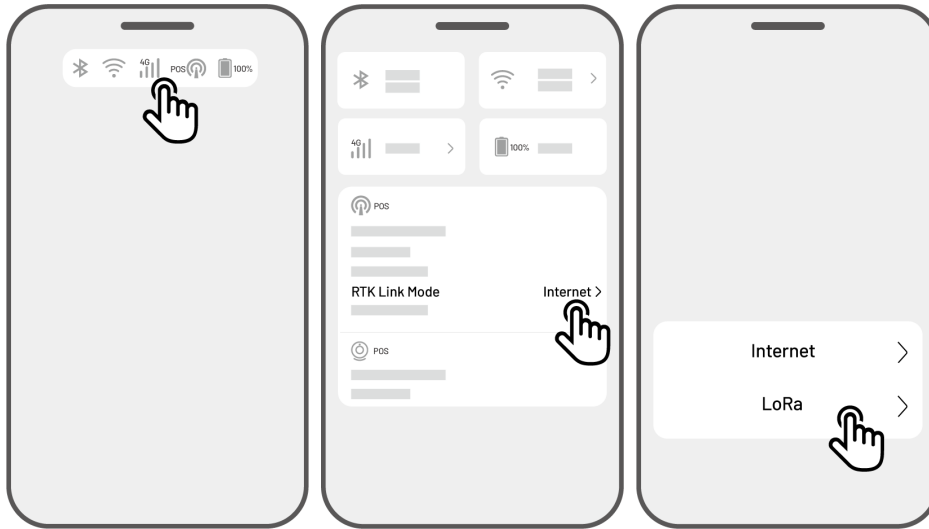 4G POS 100%
4G
100%
POS
RTK Link Mode Internet >
POS
Internet
LoRa